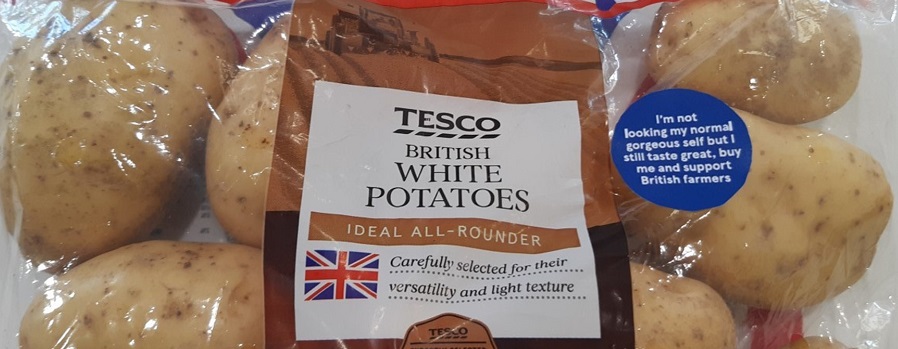 TESCO
BRITISH
WHITE
POTATOES
IDEAL ALL-ROUNDER
Carefully selected for their
versatility and light texture
TESCO
I'm not
looking my normal
gorgeous self but I
still taste great, buy
me and support
British farmers